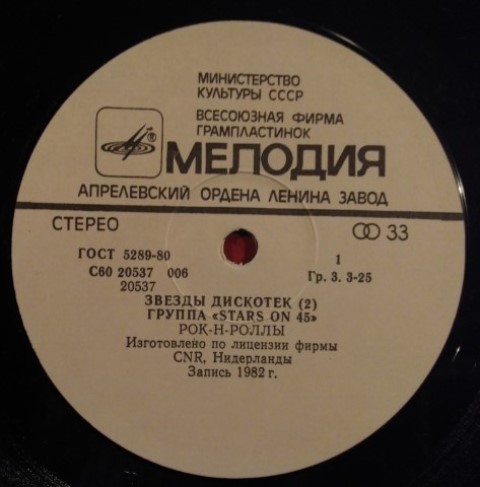 МИНИСТЕРСТВО
КУЛЬТУРЫ СССР
ВСЕСОЮЗНАЯ ФИРМА
ГРАМПЛАСТИНОК
®
МЕЛОДИЯ
АПРЕЛЕВСКИЙ ОРДЕНА ЛЕНИНА ЗАВОД
СТЕРЕО 33
ГОСТ 5289-80
С60 20537 006 1
20537 Гр. 3. 3-25
ЗВЕЗДЫ ДИСКОТЕК (2)
ГРУППА «STARS ON 45»
РОК-Н-РОЛЛЫ
Изготовлено по лицензии фирмы
CNR, Нидерланды
Запись 1982 г.